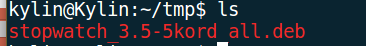 kylin@Kylin:~/tmp$ ls
stopwatch_3.5-5kord_all.deb